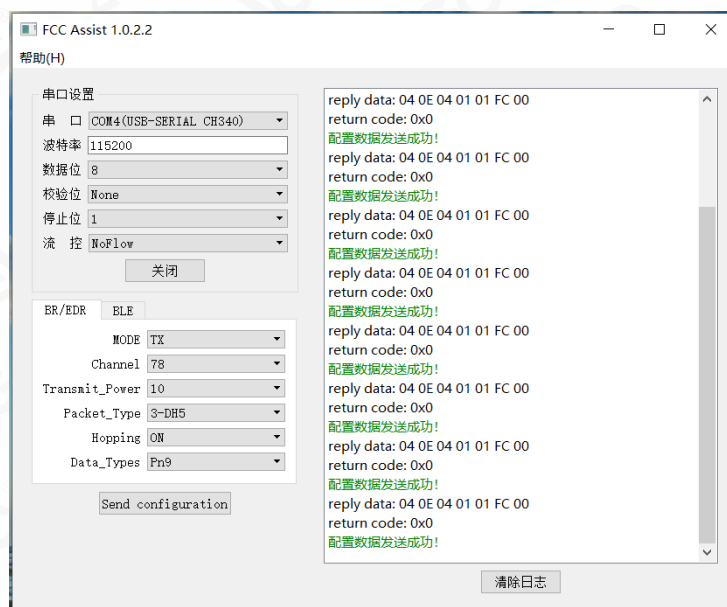 FCC Assist 1.0.2.2
帮助(H)
串口设置
串 口 COM4(USB-SERIAL CH340)
波特率 115200
数据位 8
校验位 None
停止位 1
流 控 NoFlow
关闭
BR/EDR BLE
MODE TX
Channel 78
Transmit_Power 10
Packet_Type 3-DH5
Hopping ON
Data_Types Pn9
Send configuration
reply data: 04 0E 04 01 01 FC 00
return code: 0x0
配置数据发送成功!
reply data: 04 0E 04 01 01 FC 00
return code: 0x0
配置数据发送成功!
reply data: 04 0E 04 01 01 FC 00
return code: 0x0
配置数据发送成功!
reply data: 04 0E 04 01 01 FC 00
return code: 0x0
配置数据发送成功!
reply data: 04 0E 04 01 01 FC 00
return code: 0x0
配置数据发送成功!
reply data: 04 0E 04 01 01 FC 00
return code: 0x0
配置数据发送成功!
reply data: 04 0E 04 01 01 FC 00
return code: 0x0
配置数据发送成功!
reply data: 04 0E 04 01 01 FC 00
return code: 0x0
配置数据发送成功!
清除日志